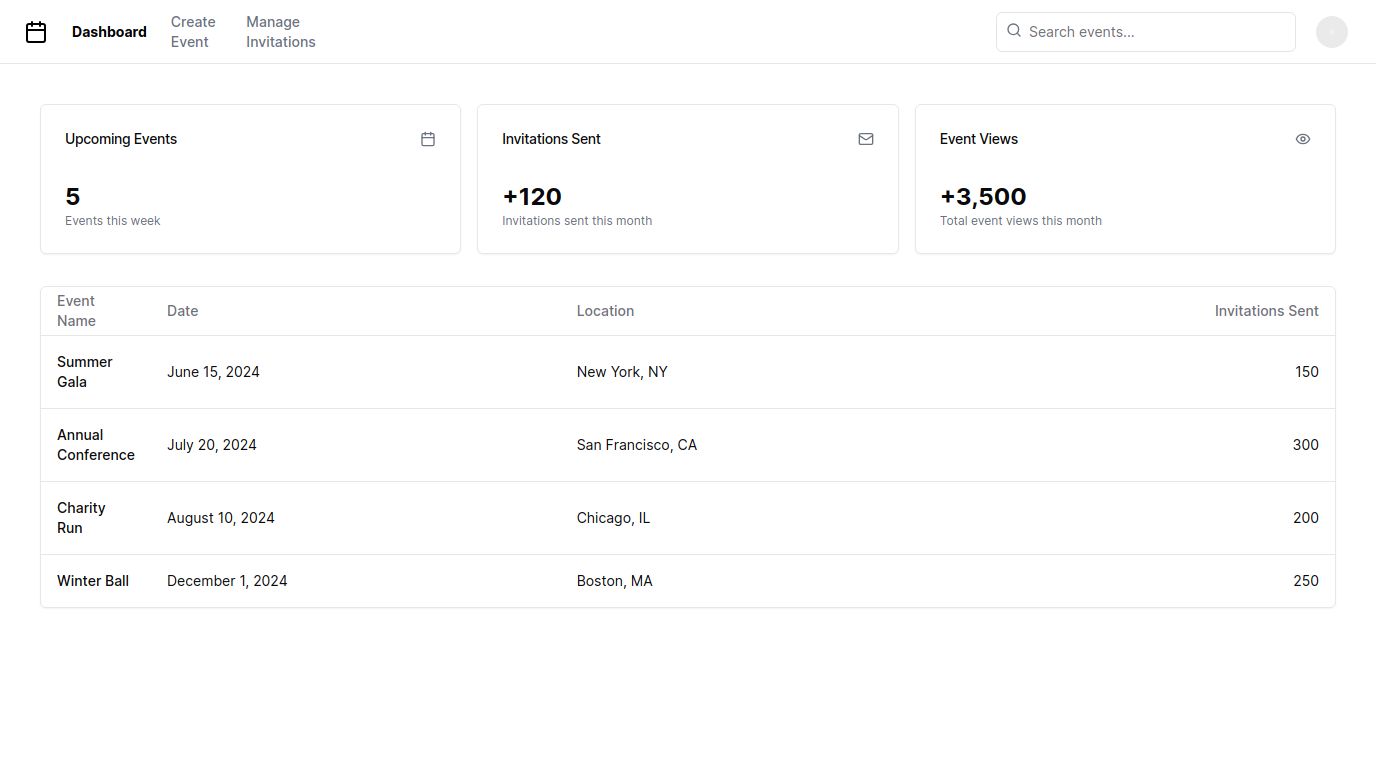 Dashboard
Create
Event
Manage
Invitations
Search events...
Upcoming Events
5
Events this week
Invitations Sent
+120
Invitations sent this month
Event Views
+3,500
Total event views this month
Event
Name
Date
Location
Invitations Sent
Summer
Gala
June 15, 2024
New York, NY
150
Annual
Conference
July 20, 2024
San Francisco, CA
300
Charity
Run
August 10, 2024
Chicago, IL
200
Winter Ball
December 1, 2024
Boston, MA
250